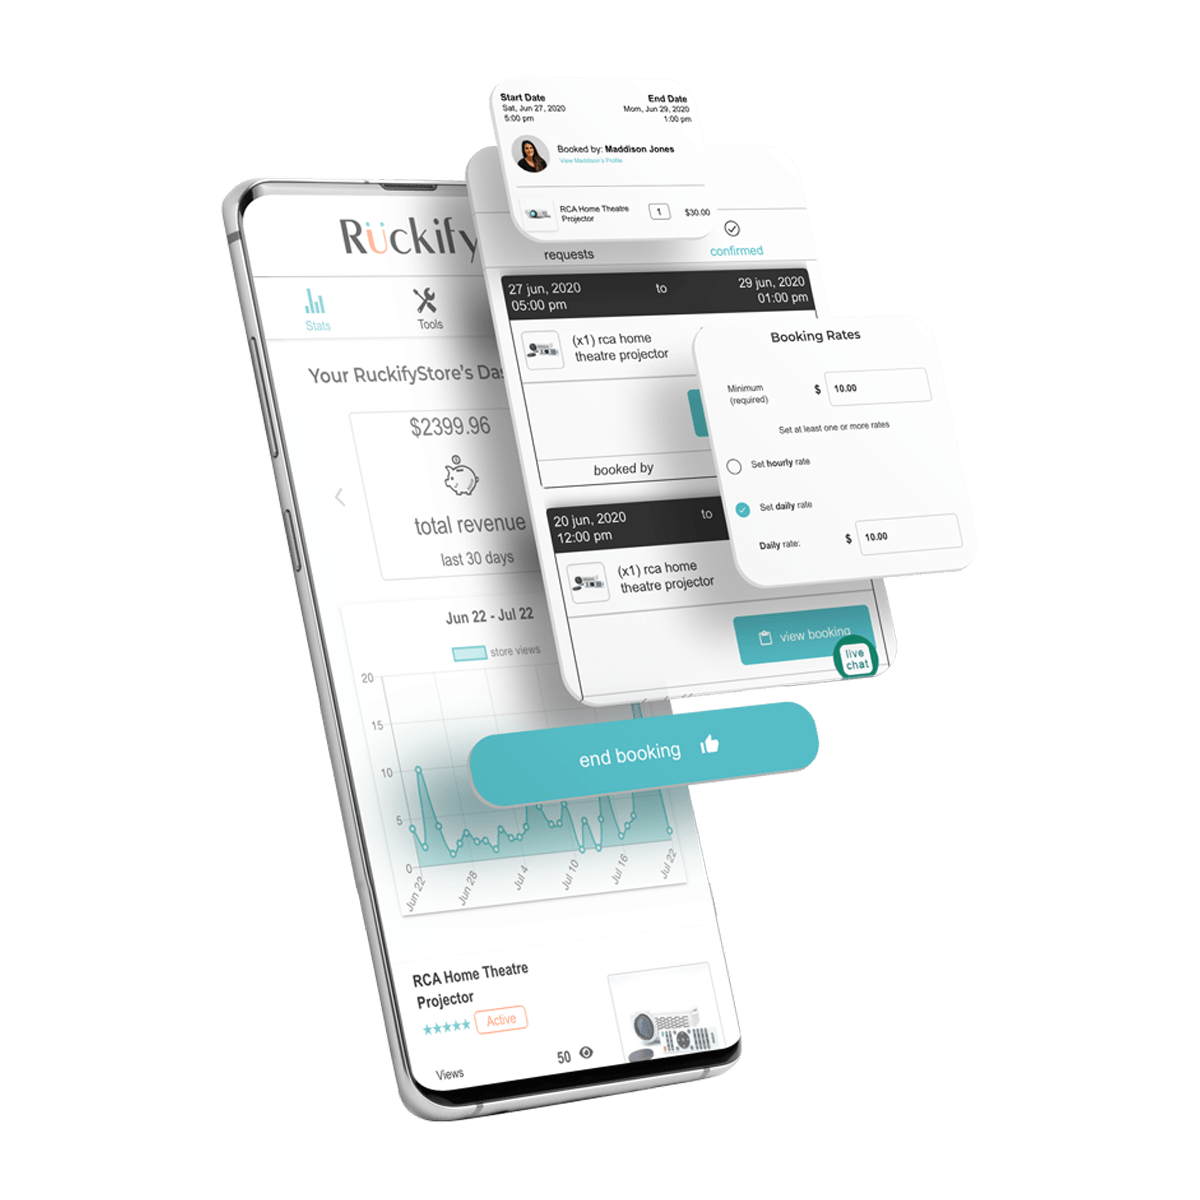 Start Date
Sat, Jun 27, 2020
5:00 pm
End Date
Mom, Jun 29, 2020
1:00 pm
Booked by: Maddison Jones
View Maddison's Profile
RCA Home Theatre
Projector
1
$30.00
requests
confirmed
27 jun, 2020
05:00 pm
to
29 jun, 2020
01:00 pm
(x1) rca home
theatre projector
booked by
20 jun, 2020
12:00 pm
to
(x1) rca home
theatre projector
view booking
live
chat
Booking Rates
Minimum
(required)
$
10.00
Set at least one or more rates
Set hourly rate
Set daily rate
Daily rate:
$
10.00
end booking
Rückify
Stats
Tools
Your RuckifyStore's Das
$2399.96
total revenue
last 30 days
Jun 22 - Jul 22
store views
20
15
10
5
0
Jun 22
Jun 28
Jul 4
Jul 10
Jul 16
Jul 22
RCA Home Theatre
Projector
Active
50
Views